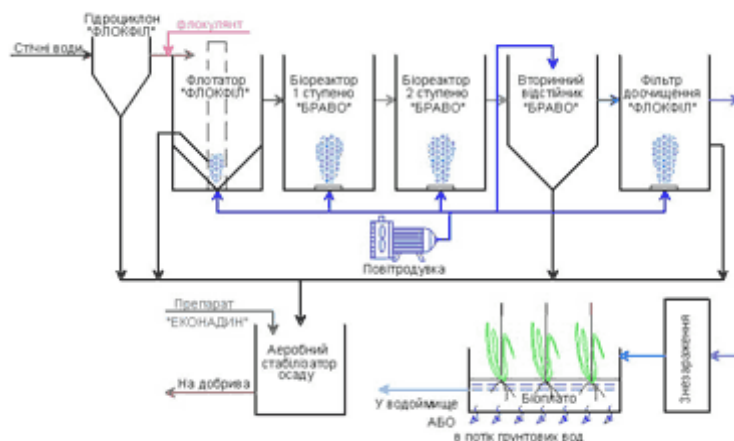 Гідроциклон
"ФЛОКФІЛ"
флокулянт
Стічні води
Флотатор
"ФЛОКФІЛ"
Біореактор
1 ступеню
"БРАВО"
Біореактор
2 ступеню
"БРАВО"
Вторинний
відстійник
"БРАВО"
Фільтр
доочищення
"ФЛОКФІЛ"
Повітродувка
Препарат
"ЕКОНАДИН"
Аеробний
стабілізатор
осаду
На добрива
Біоплато
У водоймище
АБО
в потік грунтових вод
Знезараження